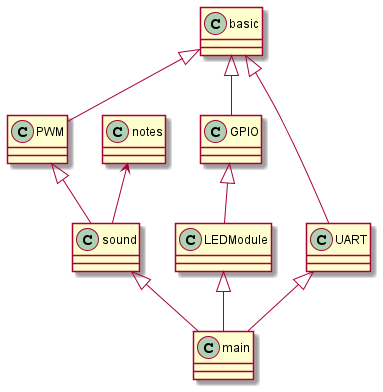 C basic
C PWM
C notes
C GPIO
C sound
C LEDModule
C UART
C main